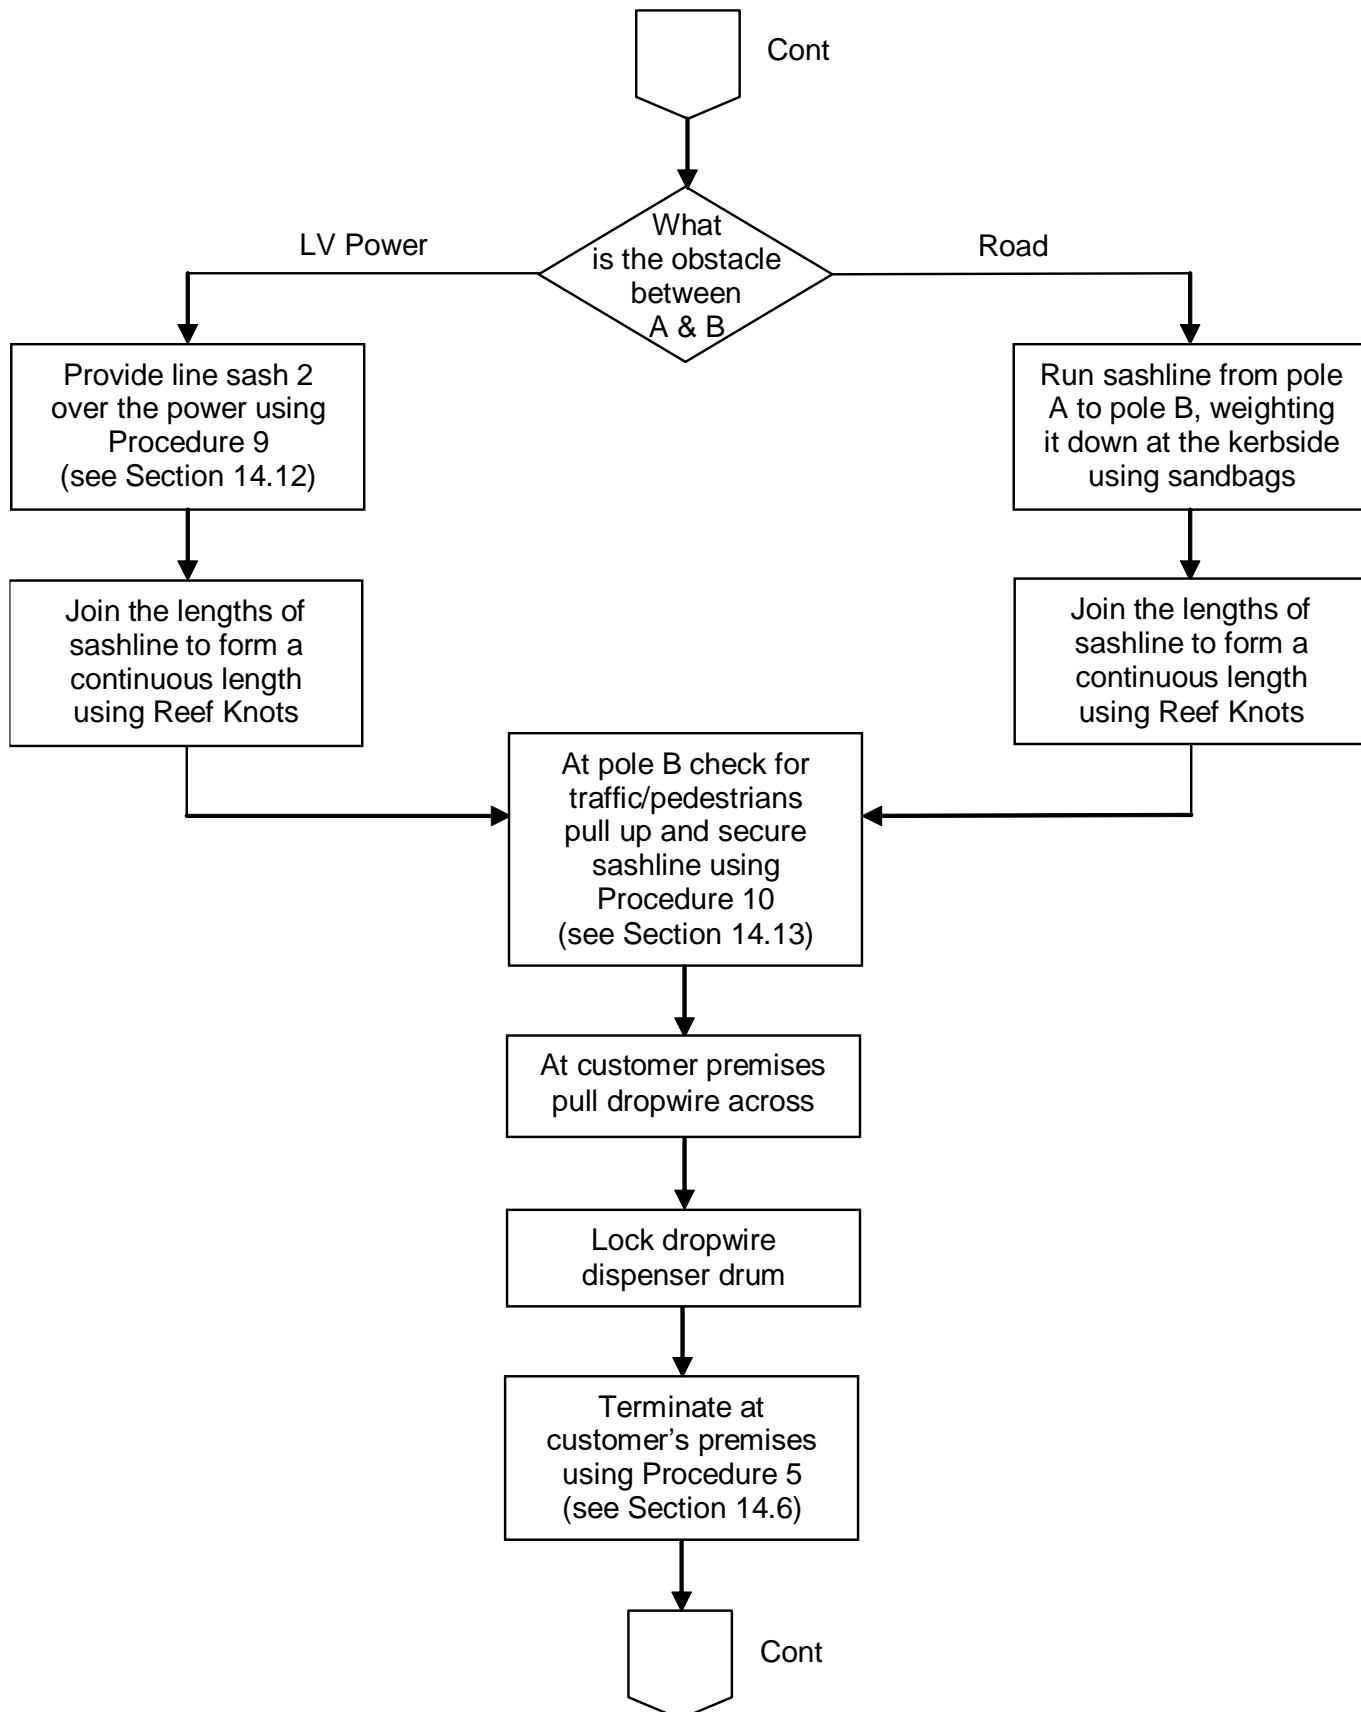 Cont
What
is the obstacle
between
A & B
LV Power
Road
Provide line sash 2
over the power using
Procedure 9
(see Section 14.12)
Run sashline from pole
A to pole B, weighting
it down at the kerbside
using sandbags
Join the lengths of
sashline to form a
continuous length
using Reef Knots
Join the lengths of
sashline to form a
continuous length
using Reef Knots
At pole B check for
traffic/pedestrians
pull up and secure
sashline using
Procedure 10
(see Section 14.13)
At customer premises
pull dropwire across
Lock dropwire
dispenser drum
Terminate at
customer’s premises
using Procedure 5
(see Section 14.6)
Cont